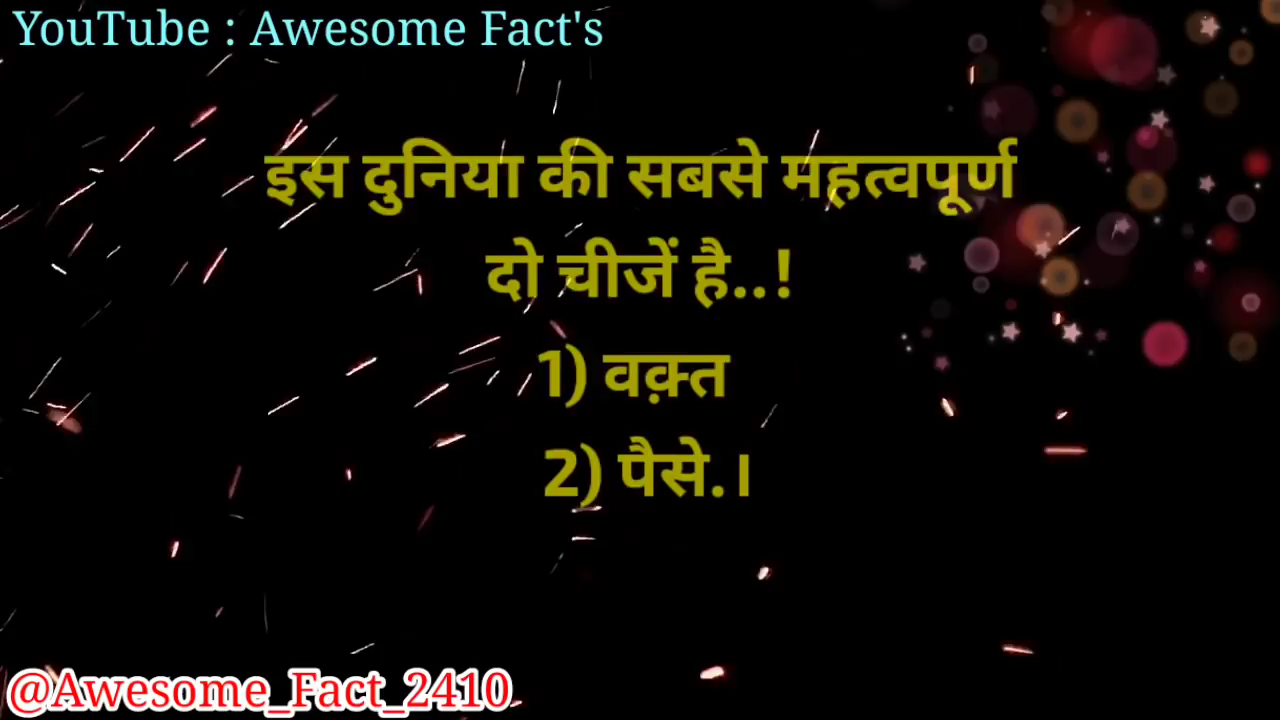 YouTube : Awesome Fact's
इस दुनिया की सबसे महत्वपूर्ण
दो चीजें है..!
1) वक़्त
2) पैसे.।
@Awesome_Fact_2410